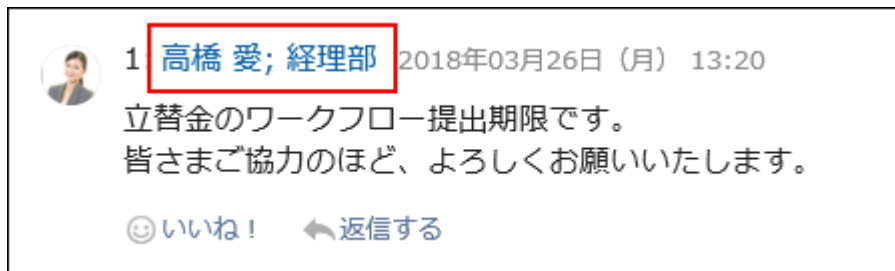 1: 高橋 愛; 経理部 2018年03月26日（月） 13:20
立替金のワークフロー提出期限です。
皆さまご協力のほど、よろしくお願いいたします。
いいね！ 返信する